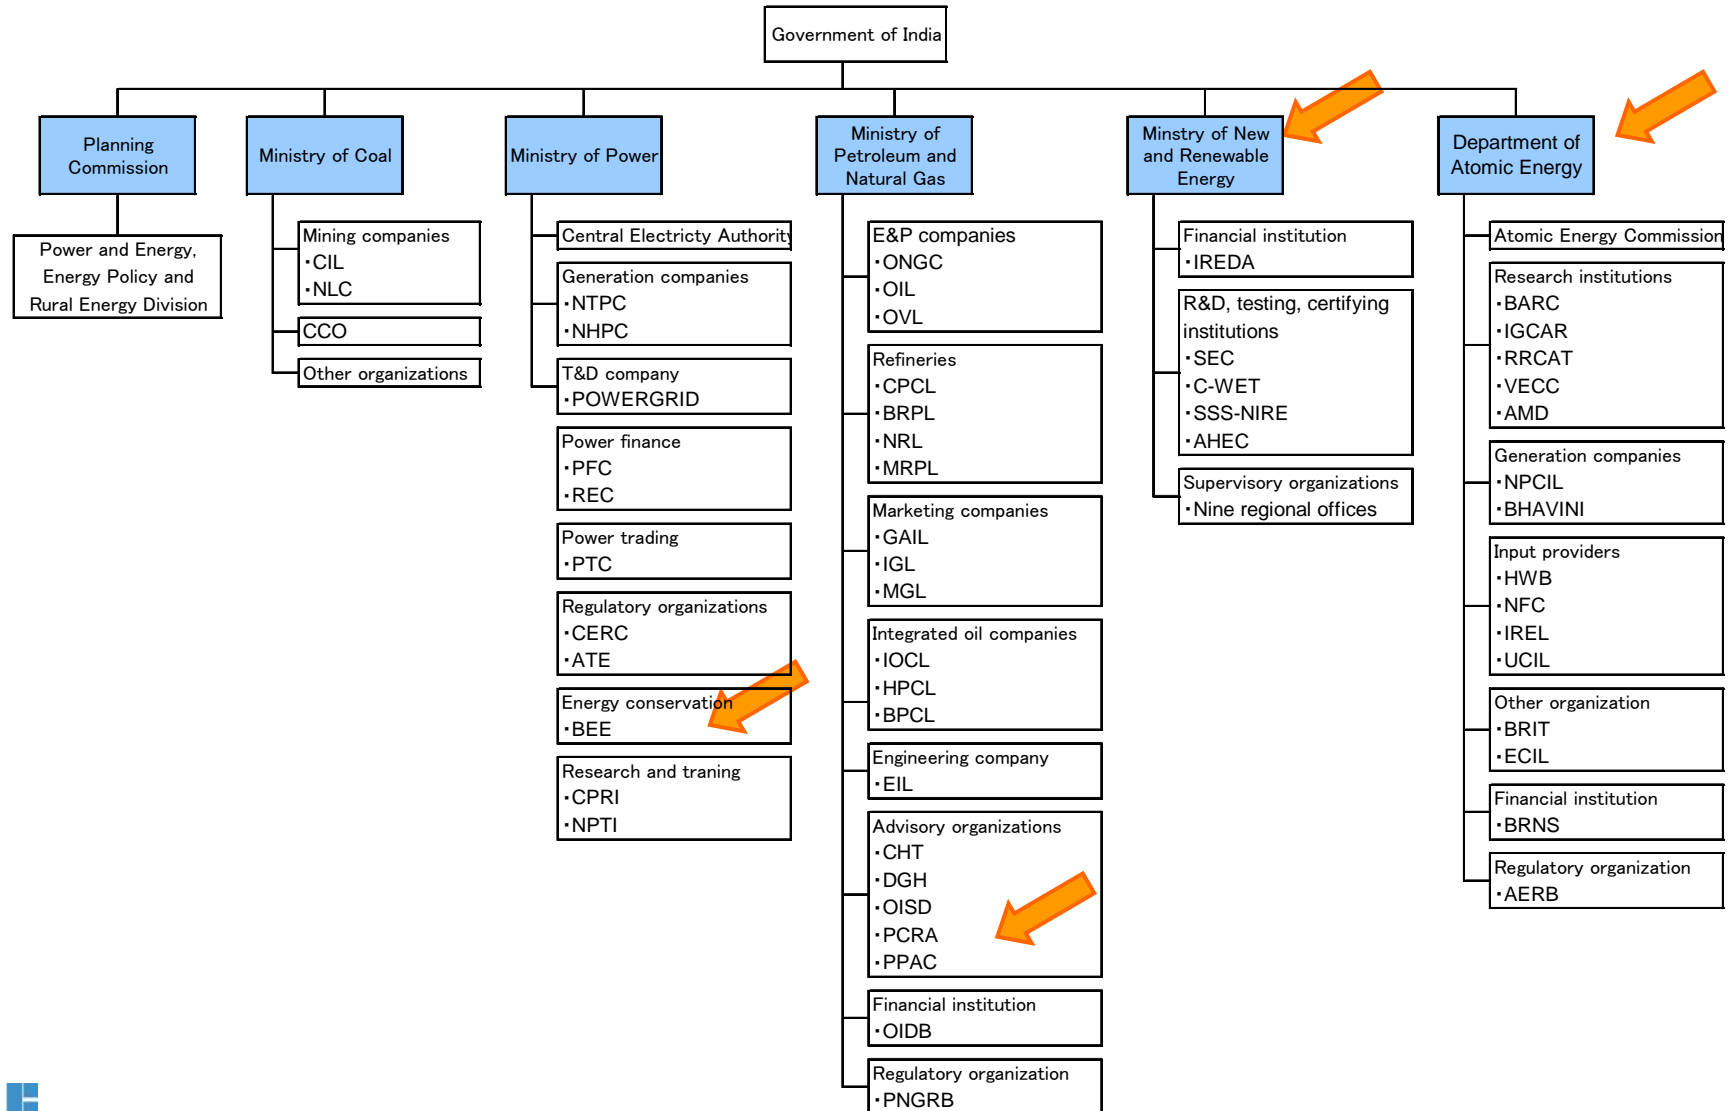 Government of India
Planning
Commission
Power and Energy,
Energy Policy and
Rural Energy Division
Ministry of Coal
Mining companies
・CIL
・NLC
CCO
Other organizations
Ministry of Power
Central Electricty Authority
Generation companies
・NTPC
・NHPC
T&D company
・POWERGRID
Power finance
・PFC
・REC
Power trading
・PTC
Regulatory organizations
・CERC
・ATE
Energy conservation
・BEE
Research and traning
・CPRI
・NPTI
Ministry of
Petroleum and
Natural Gas
E&P companies
・ONGC
・OIL
・OVL
Refineries
・CPCL
・BRPL
・NRL
・MRPL
Marketing companies
・GAIL
・IGL
・MGL
Integrated oil companies
・IOCL
・HPCL
・BPCL
Engineering company
・EIL
Advisory organizations
・CHT
・DGH
・OISD
・PCRA
・PPAC
Financial institution
・OIDB
Regulatory organization
・PNGRB
Minstry of New
and Renewable
Energy
Financial institution
・IREDA
R&D, testing, certifying
institutions
・SEC
・C-WET
・SSS-NIRE
・AHEC
Supervisory organizations
・Nine regional offices
Department of
Atomic Energy
Atomic Energy Commission
Research institutions
・BARC
・IGCAR
・RRCAT
・VECC
・AMD
Generation companies
・NPCIL
・BHAVINI
Input providers
・HWB
・NFC
・IREL
・UCIL
Other organization
・BRIT
・ECIL
Financial institution
・BRNS
Regulatory organization
・AERB